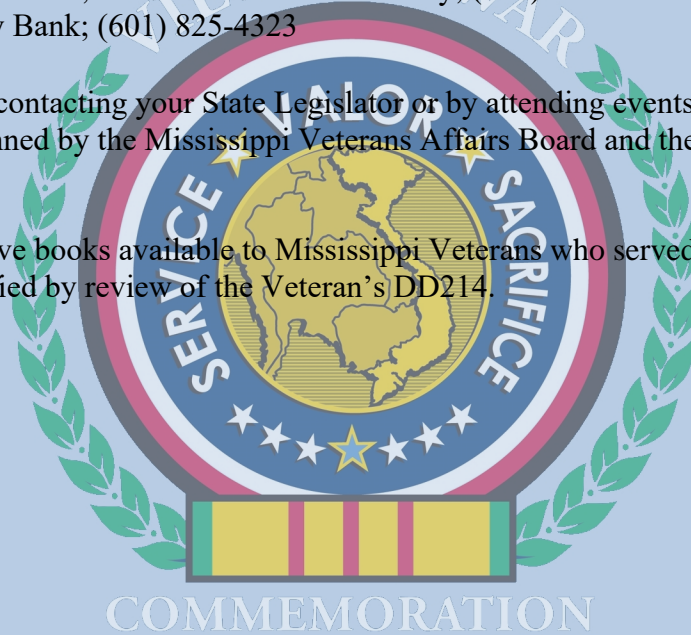 y Bank; (601) 825-4323
contacting your State Legislator or by attending events
nned by the Mississippi Veterans Affairs Board and the
ve books available to Mississippi Veterans who served
ied by review of the Veteran’s DD214.
WAR
SERVICE ★ VALOR ★ SACRIFICE
COMMEMORATION